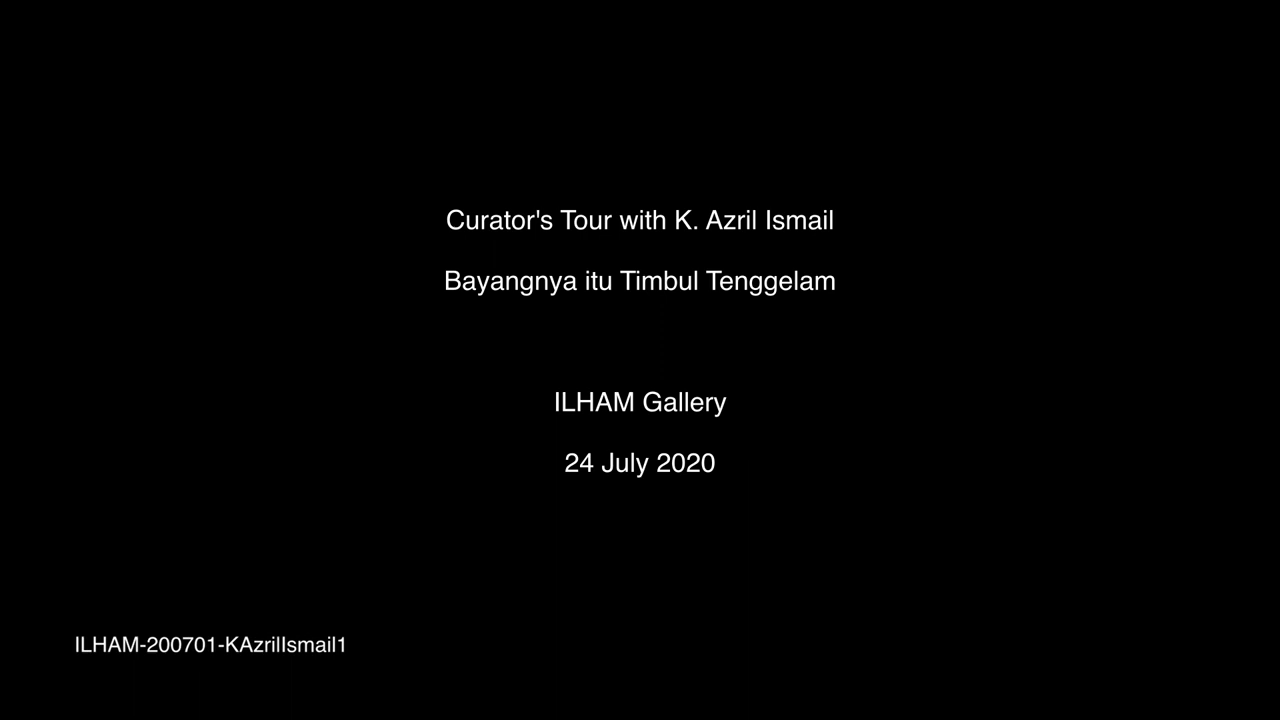 Curator's Tour with K. Azril Ismail
Bayangnya itu Timbul Tenggelam
ILHAM Gallery
24 July 2020
ILHAM-200701-KAzrilIsmail1